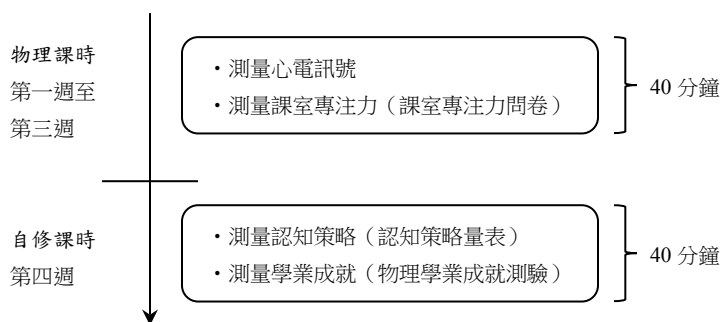 物理課時
第一週至
第三週
・測量心電訊號
・測量課室專注力（課室專注力問卷）
40 分鐘
自修課時
第四週
・測量認知策略（認知策略量表）
・測量學業成就（物理學業成就測驗）
40 分鐘